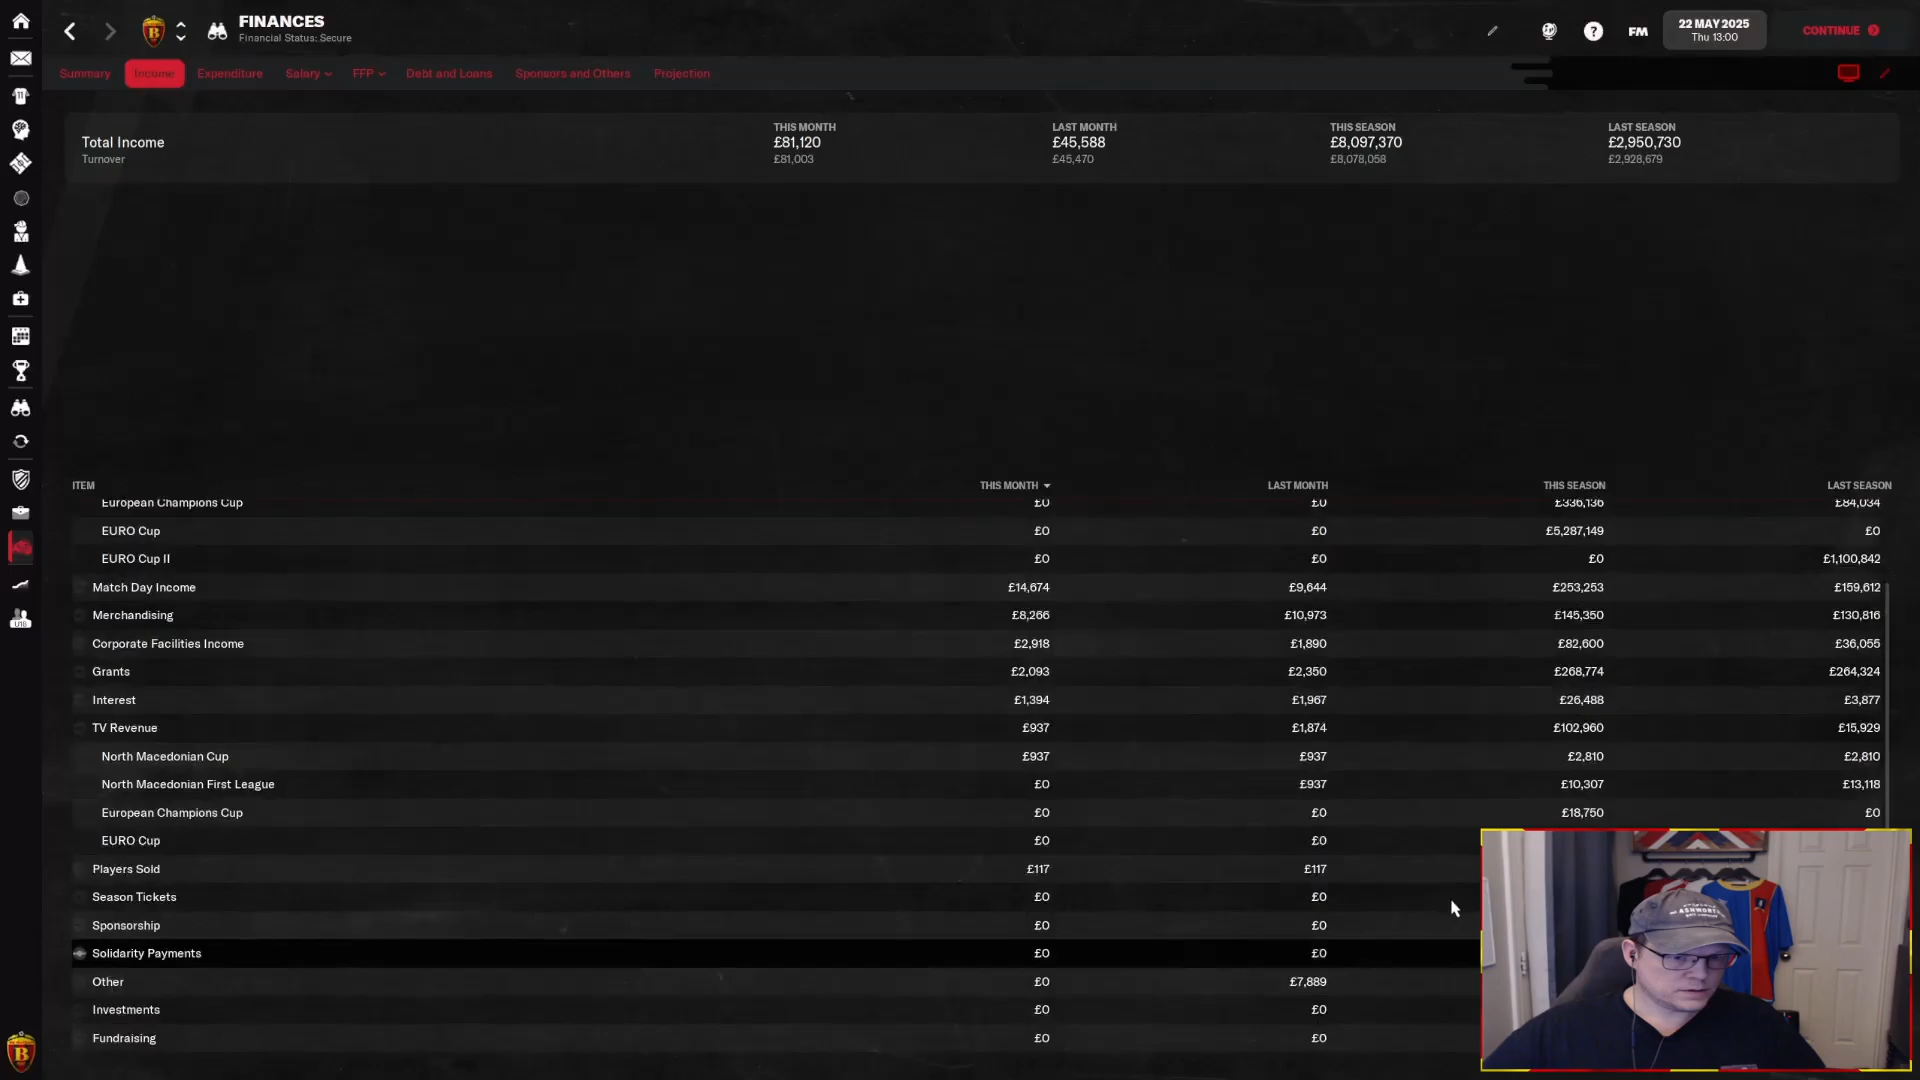 FINANCES
Financial Status: Secure
FM
22 MAY 2025
Thu 13:00
CONTINUE
Summary Income Expenditure Salary FFP Debt and Loans Sponsors and Others Projection
THIS MONTH LAST MONTH THIS SEASON LAST SEASON
Total Income £81,120 £45,588 £8,097,370 £2,950,730
Turnover £81,003 £45,470 £8,078,058 £2,928,679
ITEM THIS MONTH LAST MONTH THIS SEASON LAST SEASON
European Champions Cup £0 £0 £336,136 £84,034
EURO Cup £0 £0 £5,287,149 £0
EURO Cup II £0 £0 £0 £1,100,842
Match Day Income £14,674 £9,644 £253,253 £159,612
Merchandising £8,266 £10,973 £145,350 £130,816
Corporate Facilities Income £2,918 £1,890 £82,600 £36,055
Grants £2,093 £2,350 £268,774 £264,324
Interest £1,394 £1,967 £26,488 £3,877
TV Revenue £937 £1,874 £102,960 £15,929
North Macedonian Cup £937 £937 £2,810 £2,810
North Macedonian First League £0 £937 £10,307 £13,118
European Champions Cup £0 £0 £18,750 £0
EURO Cup £0 £0
Players Sold £117 £117
Season Tickets £0 £0
Sponsorship £0 £0
Solidarity Payments £0 £0
Other £0 £7,889
Investments £0 £0
Fundraising £0 £0
U18
B
B
11
ASHWORTH